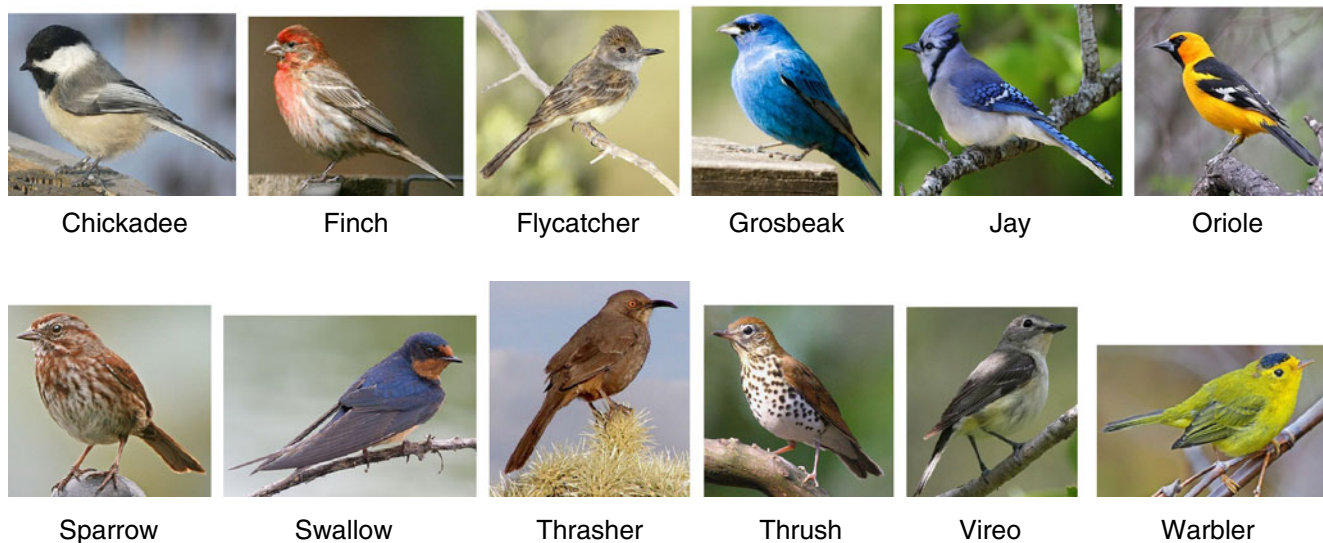 Chickadee Finch Flycatcher Grosbeak Jay Oriole
Sparrow Swallow Thrasher Thrush Vireo Warbler